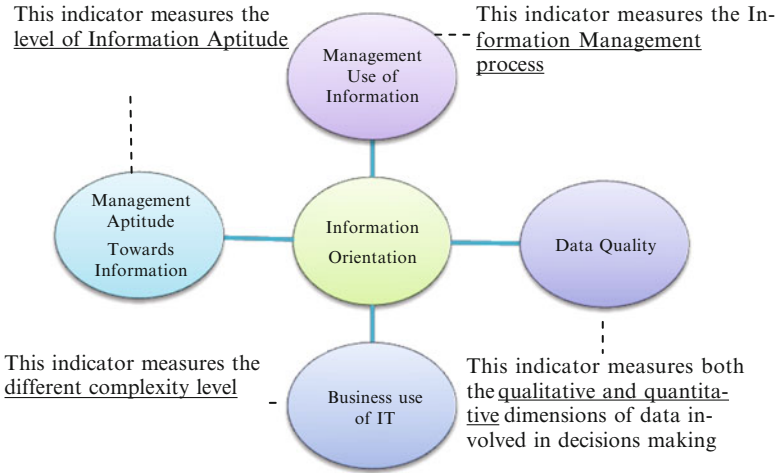 This indicator measures the
level of Information Aptitude
This indicator measures the In-
formation Management
process
Management
Use of
Information
Management
Aptitude
Towards
Information
Information
Orientation
Data Quality
This indicator measures the
different complexity level
Business use
of IT
This indicator measures both
the qualitative and quantita-
tive dimensions of data in-
volved in decisions making